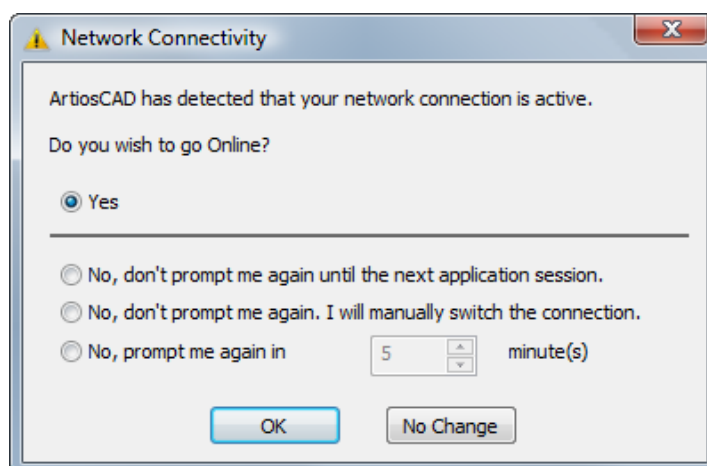 Network Connectivity
ArtiosCAD has detected that your network connection is active.
Do you wish to go Online?
Yes
No, don't prompt me again until the next application session.
No, don't prompt me again. I will manually switch the connection.
No, prompt me again in 5 minute(s)
OK No Change